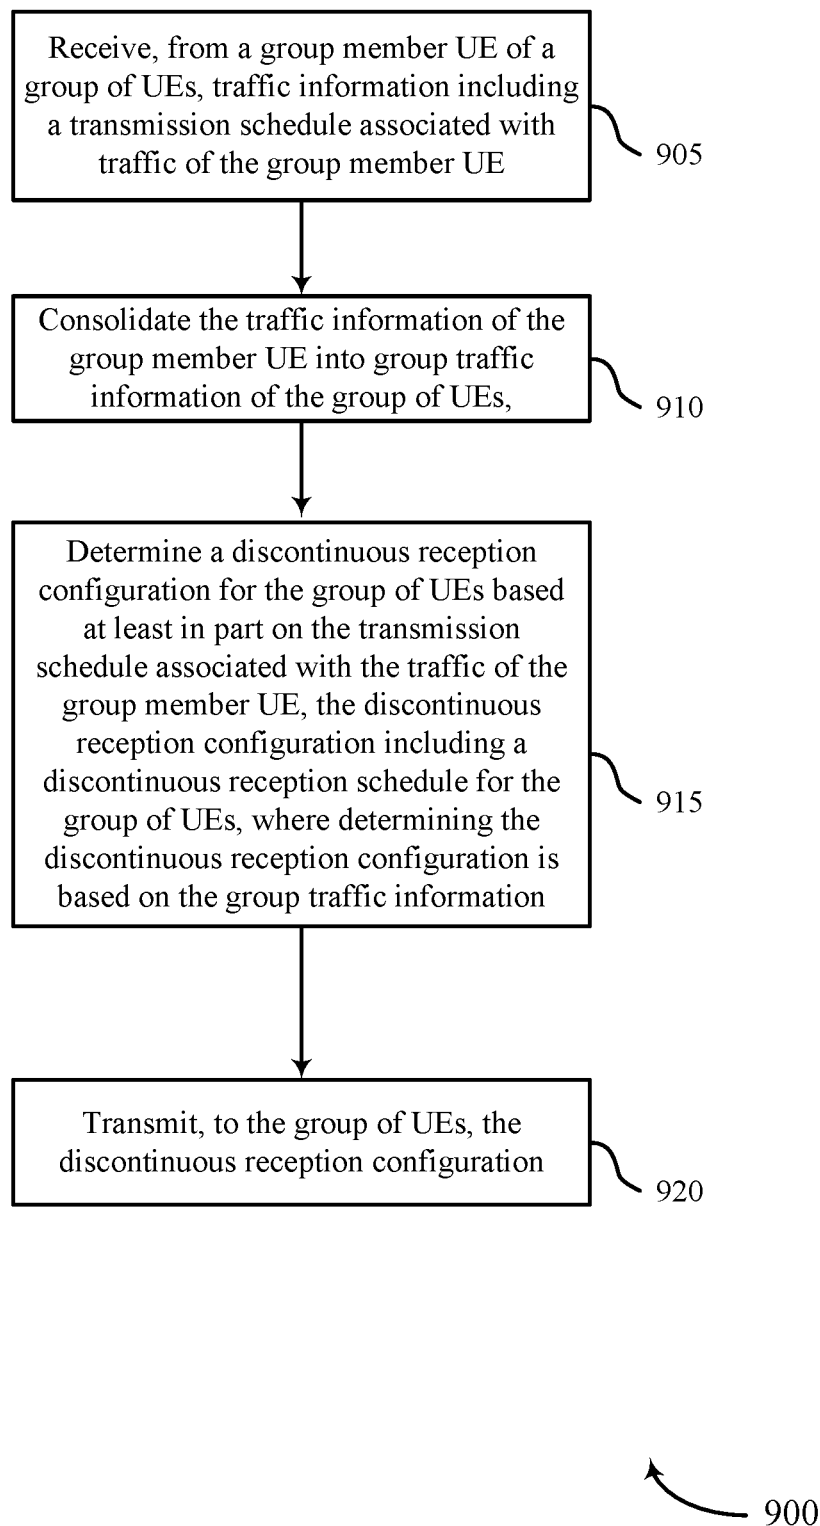 Receive, from a group member UE of a
group of UEs, traffic information including
a transmission schedule associated with
traffic of the group member UE
905
Consolidate the traffic information of the
group member UE into group traffic
information of the group of UEs,
910
Determine a discontinuous reception
configuration for the group of UEs based
at least in part on the transmission
schedule associated with the traffic of the
group member UE, the discontinuous
reception configuration including a
discontinuous reception schedule for the
group of UEs, where determining the
discontinuous reception configuration is
based on the group traffic information
915
Transmit, to the group of UEs, the
discontinuous reception configuration
920
900